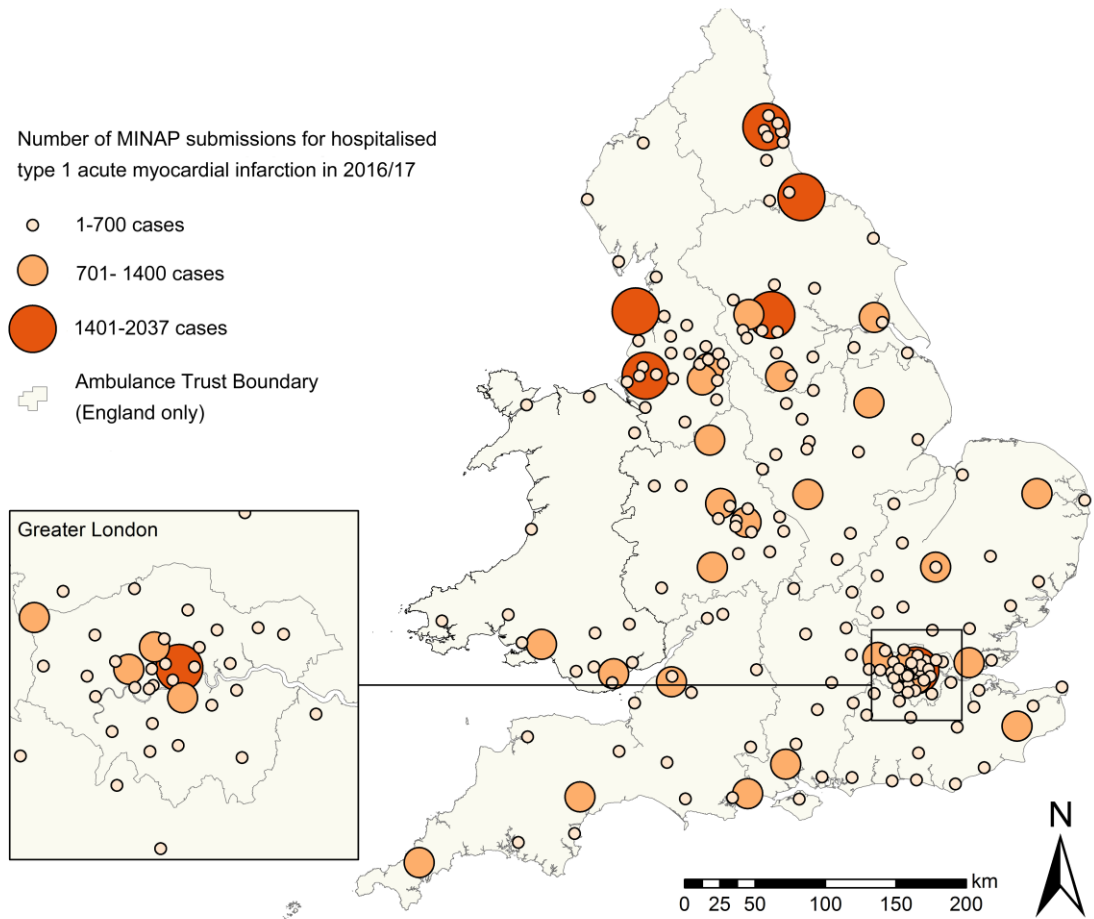 Number of MINAP submissions for hospitalised
type 1 acute myocardial infarction in 2016/17
1-700 cases
701- 1400 cases
1401-2037 cases
Ambulance Trust Boundary
(England only)
Greater London
N
km
0 25 50 100 150 200